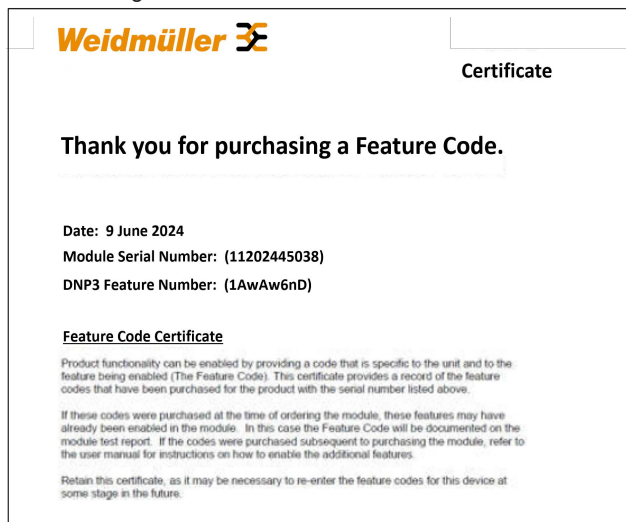 Weidmüller
Certificate
Thank you for purchasing a Feature Code.
Date: 9 June 2024
Module Serial Number: (11202445038)
DNP3 Feature Number: (1AwAw6nD)
Feature Code Certificate
Product functionality can be enabled by providing a code that is specific to the unit and to the
feature being enabled (The Feature Code). This certificate provides a record of the feature
codes that have been purchased for the product with the serial number listed above.
If these codes were purchased at the time of ordering the module, these features may have
already been enabled in the module. In this case the Feature Code will be documented on the
module test report. If the codes were purchased subsequent to purchasing the module, refer to
the user manual for instructions on how to enable the additional features.
Retain this certificate, as it may be necessary to re-enter the feature codes for this device at
some stage in the future.